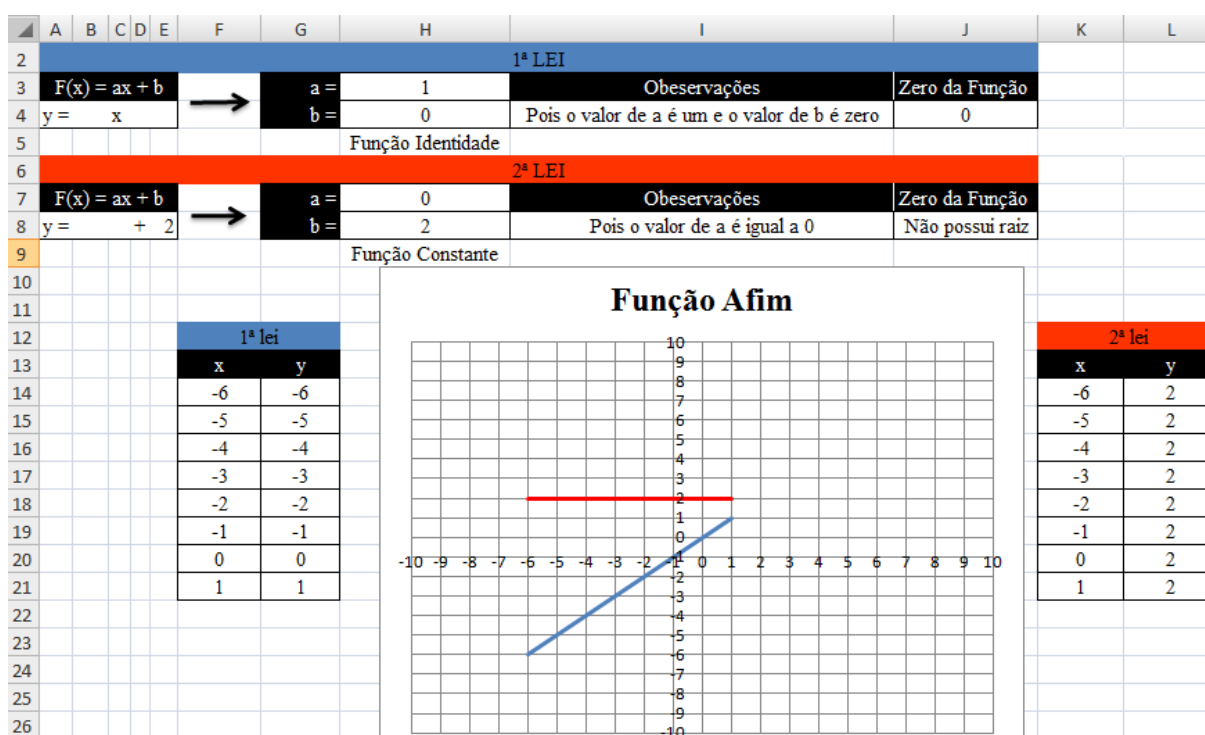 A B C D E F G H I J K L
2 1ª LEI
3 F(x) = ax + b a = 1 Obeservações Zero da Função
4 y = x b = 0 Pois o valor de a é um e o valor de b é zero 0
5 Função Identidade
6 2ª LEI
7 F(x) = ax + b a = 0 Obeservações Zero da Função
8 y = + 2 b = 2 Pois o valor de a é igual a 0 Não possui raiz
9 Função Constante
10
11
12 1ª lei 2ª lei
13 x y x y
14 -6 -6 -6 2
15 -5 -5 -5 2
16 -4 -4 -4 2
17 -3 -3 -3 2
18 -2 -2 -2 2
19 -1 -1 -1 2
20 0 0 0 2
21 1 1 1 2
22
23
24
25
26
Função Afim
10
9
8
7
6
5
4
3
2
1
0
-10 -9 -8 -7 -6 -5 -4 -3 -2 -1 0 1 2 3 4 5 6 7 8 9 10
-1
-2
-3
-4
-5
-6
-7
-8
-9
-10